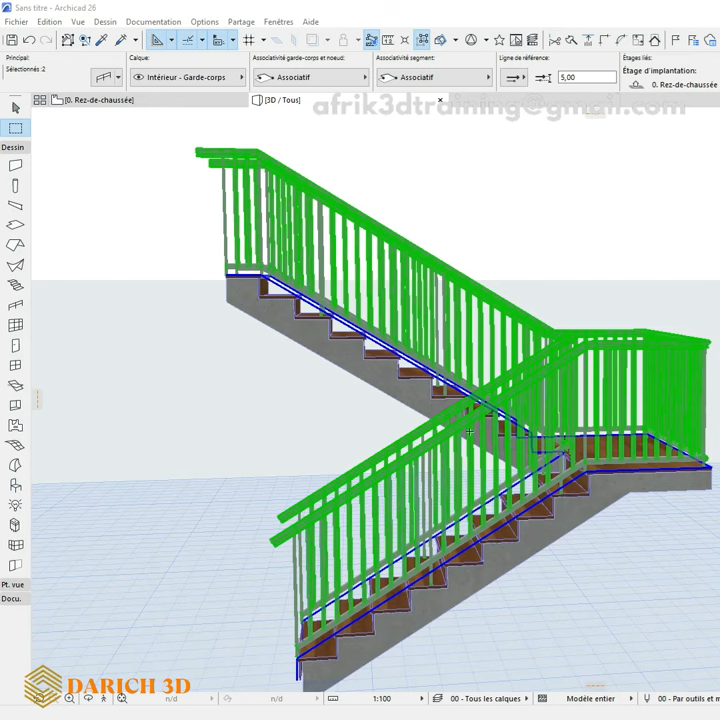 Sans titre - Archicad 26
Fichier Edition Vue Dessin Documentation Options Partage Fenêtres Aide
Principal: Calque: Associativité garde-corps et noeud: Associativité segment: Ligne de référence: Étages liés:
Sélectionnés :2 Intérieur - Garde-corps Associatif Associatif 5,00 Étage d'implantation:
0. Rez-de-chaussée
[0. Rez-de-chaussée] [3D / Tous]
afrik3dtraining@gmail.com
Dessin
Pt. vue
Docu.
DARICH 3D
n/d n/d 1:100 00 - Tous les calques Modèle entier 00 - Par outils et m